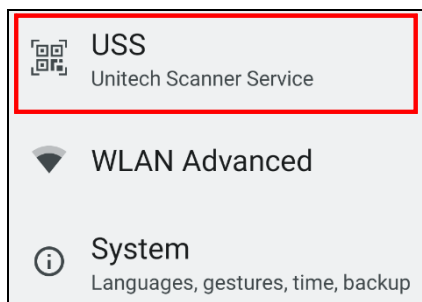 USS
Unitech Scanner Service
WLAN Advanced
System
Languages, gestures, time, backup